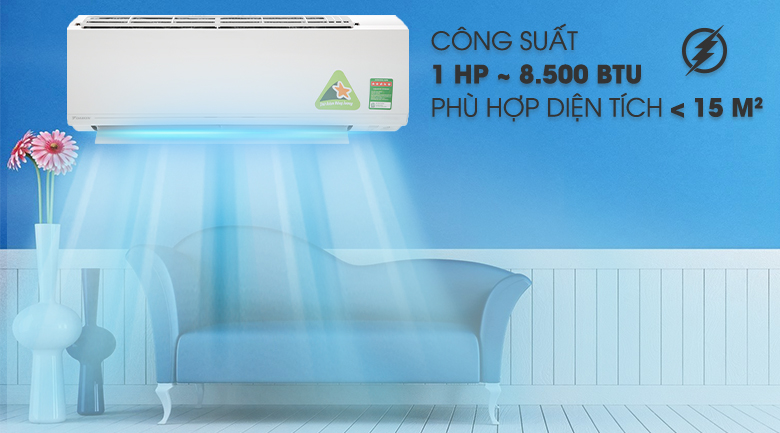 CÔNG SUẤT
1 HP ~ 8.500 BTU
PHÙ HỢP DIỆN TÍCH < 15 M²